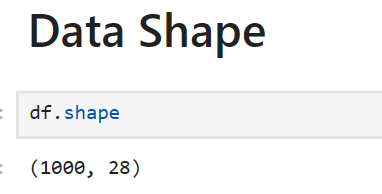 Data Shape
: df.shape
: (1000, 28)